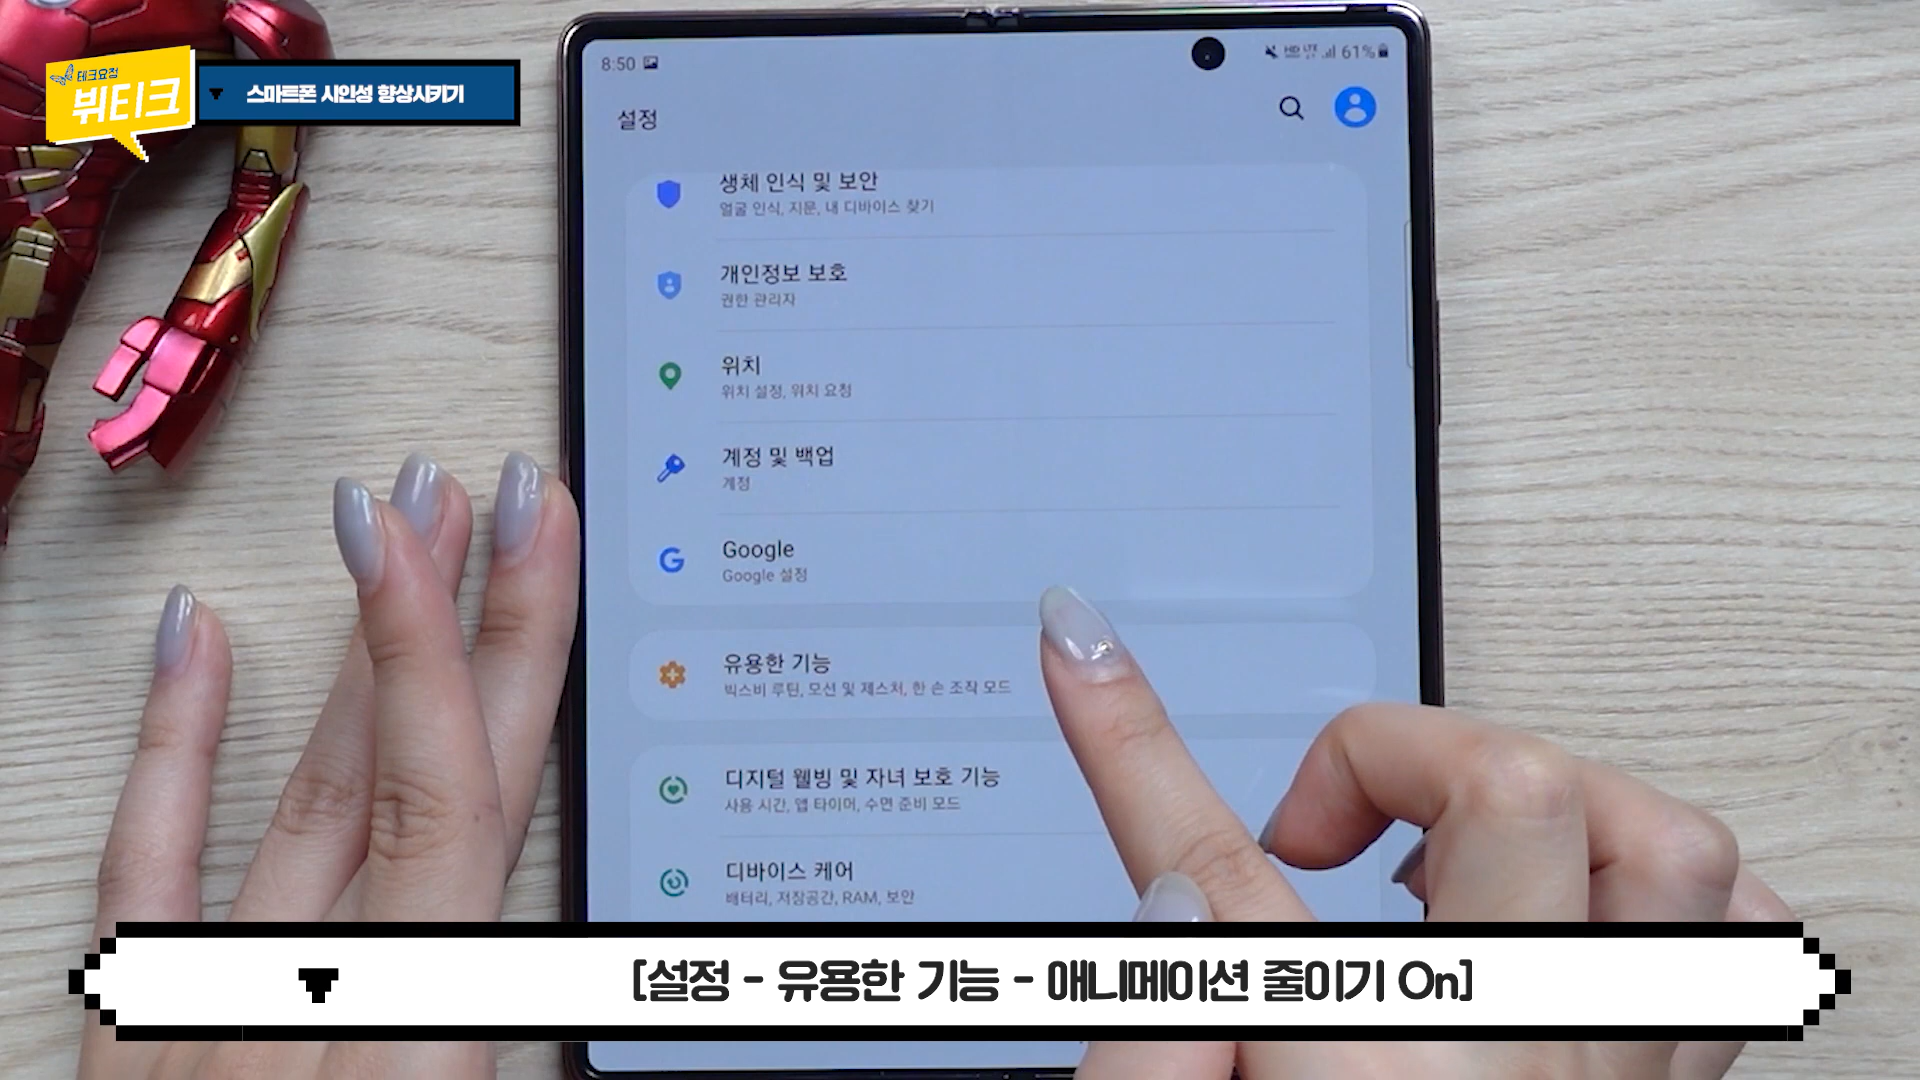 테크요정
뷰티크
스마트폰 시인성 향상시키기
8:50
61%
설정
생체 인식 및 보안
얼굴 인식, 지문, 내 디바이스 찾기
개인정보 보호
권한 관리자
위치
위치 설정, 위치 요청
계정 및 백업
계정
Google
Google 설정
유용한 기능
빅스비 루틴, 모션 및 제스처, 한 손 조작 모드
디지털 웰빙 및 자녀 보호 기능
사용 시간, 앱 타이머, 수면 준비 모드
디바이스 케어
배터리, 저장공간, RAM, 보안
[설정 - 유용한 기능 - 애니메이션 줄이기 On]